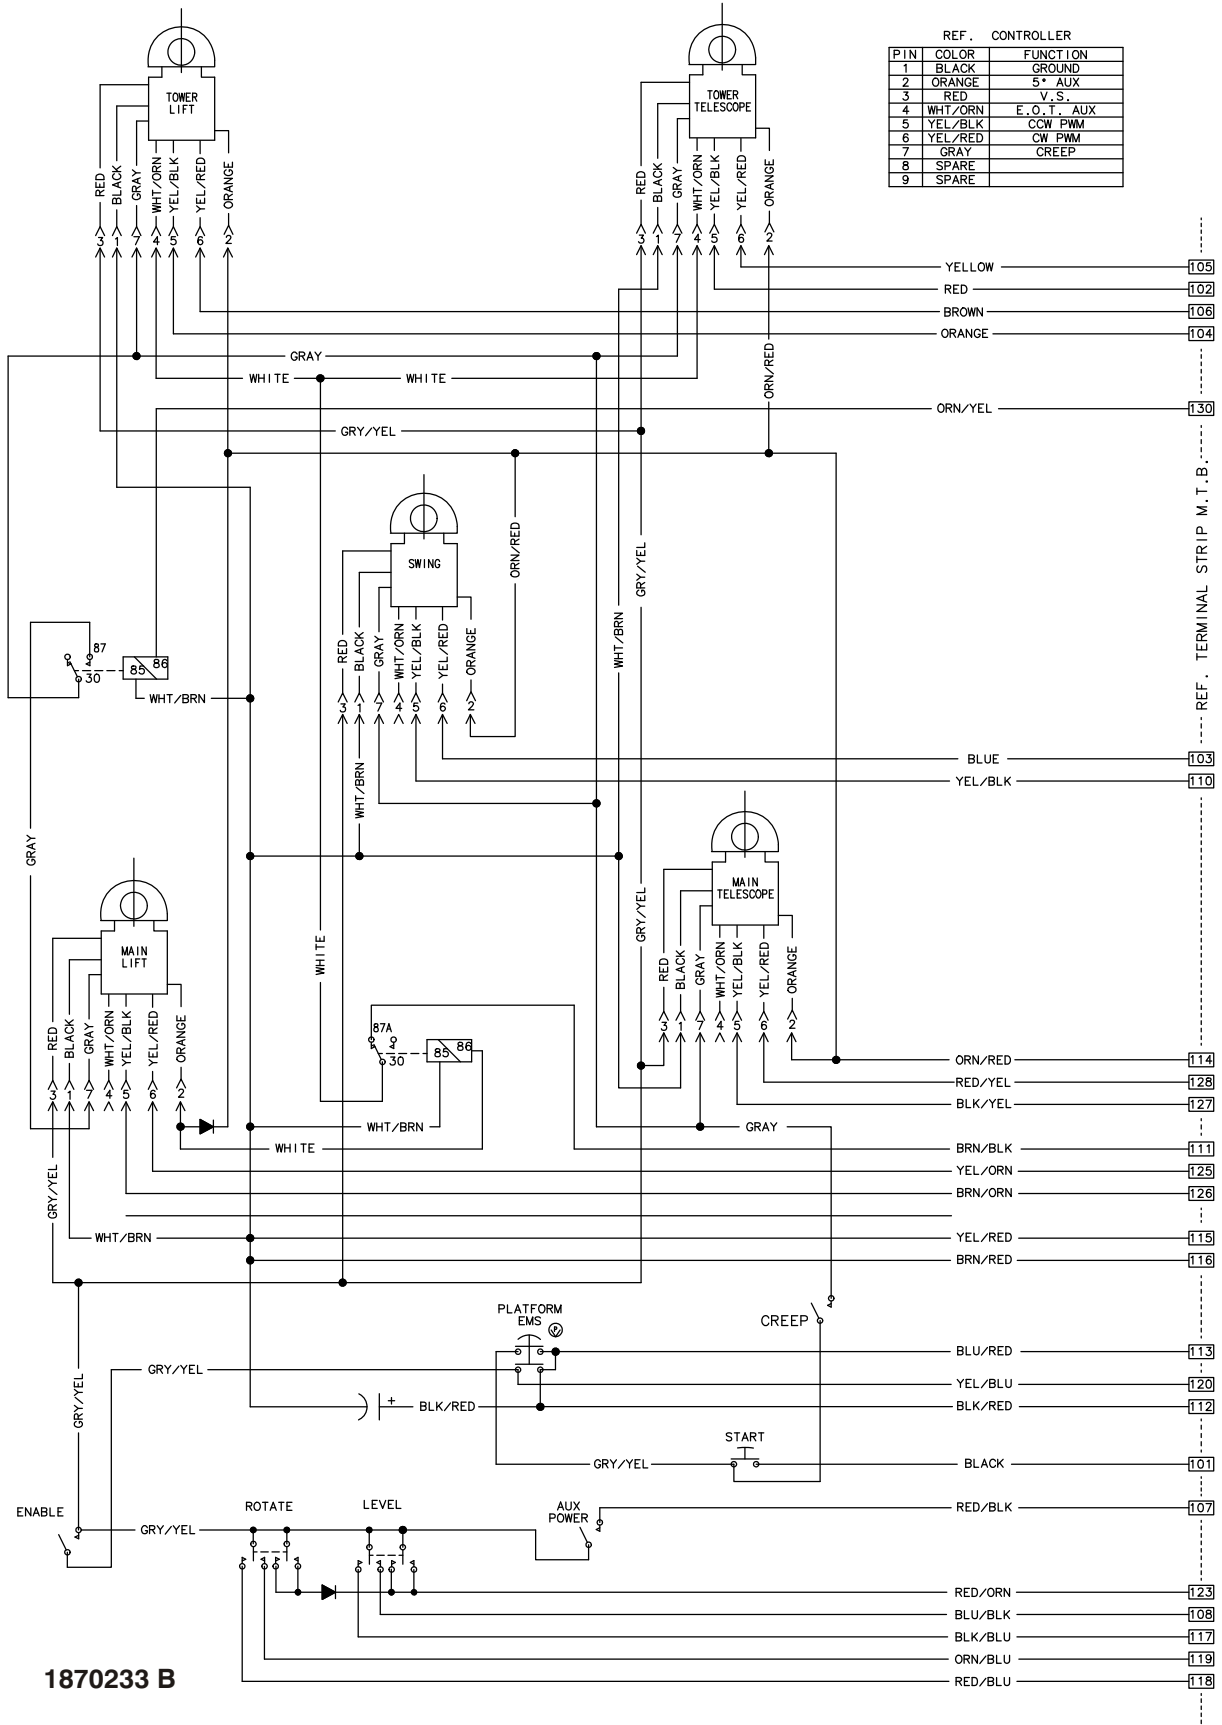 REF. CONTROLLER
PIN COLOR FUNCTION
1 BLACK GROUND
2 ORANGE 5° AUX
3 RED V.S.
4 WHT/ORN E.O.T. AUX
5 YEL/BLK CCW PWM
6 YEL/RED CW PWM
7 GRAY CREEP
8 SPARE
9 SPARE
TOWER
LIFT
RED BLACK GRAY WHT/ORN YEL/BLK YEL/RED ORANGE
3 1 7 4 5 6 2
TOWER
TELESCOPE
RED BLACK GRAY WHT/ORN YEL/BLK YEL/RED ORANGE
3 1 7 4 5 6 2
YELLOW 105
RED 102
BROWN 106
ORANGE 104
GRAY
WHITE WHITE
ORN/RED
ORN/YEL 130
GRY/YEL
REF. TERMINAL STRIP M.T.B.
SWING
RED BLACK GRAY WHT/ORN YEL/BLK YEL/RED ORANGE
3 1 7 4 5 6 2
ORN/RED
GRY/YEL
WHT/BRN
87
30
85 86
WHT/BRN
BLUE 103
YEL/BLK 110
WHT/BRN
GRAY
MAIN
TELESCOPE
RED BLACK GRAY WHT/ORN YEL/BLK YEL/RED ORANGE
3 1 7 4 5 6 2
GRY/YEL
WHITE
MAIN
LIFT
RED BLACK GRAY WHT/ORN YEL/BLK YEL/RED ORANGE
3 1 7 4 5 6 2
87A
30
85 86
ORN/RED 114
RED/YEL 128
BLK/YEL 127
WHT/BRN
GRAY
WHITE
BRN/BLK 111
YEL/ORN 125
BRN/ORN 126
GRY/YEL
WHT/BRN
YEL/RED 115
BRN/RED 116
PLATFORM
EMS
P
CREEP
BLU/RED 113
GRY/YEL
YEL/BLU 120
GRY/YEL
+
BLK/RED
BLK/RED 112
START
GRY/YEL
BLACK 101
ENABLE
ROTATE
LEVEL
AUX
POWER
RED/BLK 107
GRY/YEL
RED/ORN 123
BLU/BLK 108
BLK/BLU 117
ORN/BLU 119
RED/BLU 118
1870233 B